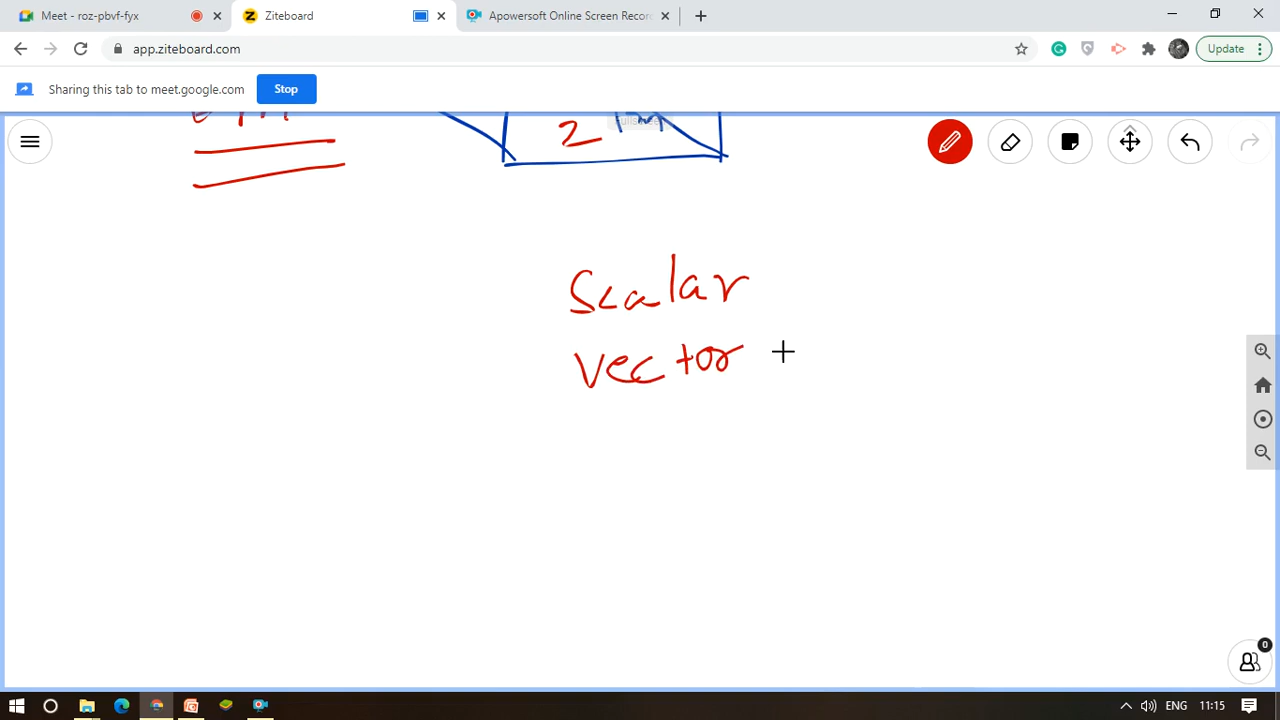 Meet - roz-pbvf-fyx
Ziteboard
Apowersoft Online Screen Recor
app.ziteboard.com
Update
Sharing this tab to meet.google.com
Stop
2
Scalar
vector
0
ENG
11:15